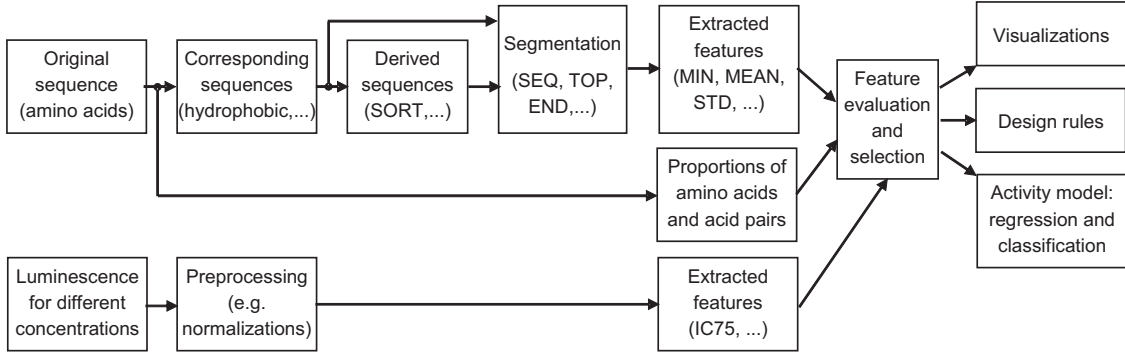 Original
sequence
(amino acids)
Corresponding
sequences
(hydrophobic,...)
Derived
sequences
(SORT,...)
Segmentation
(SEQ, TOP,
END,...)
Extracted
features
(MIN, MEAN,
STD, ...)
Proportions of
amino acids
and acid pairs
Luminescence
for different
concentrations
Preprocessing
(e.g.
normalizations)
Extracted
features
(IC75, ...)
Feature
evaluation
and
selection
Visualizations
Design rules
Activity model:
regression and
classification